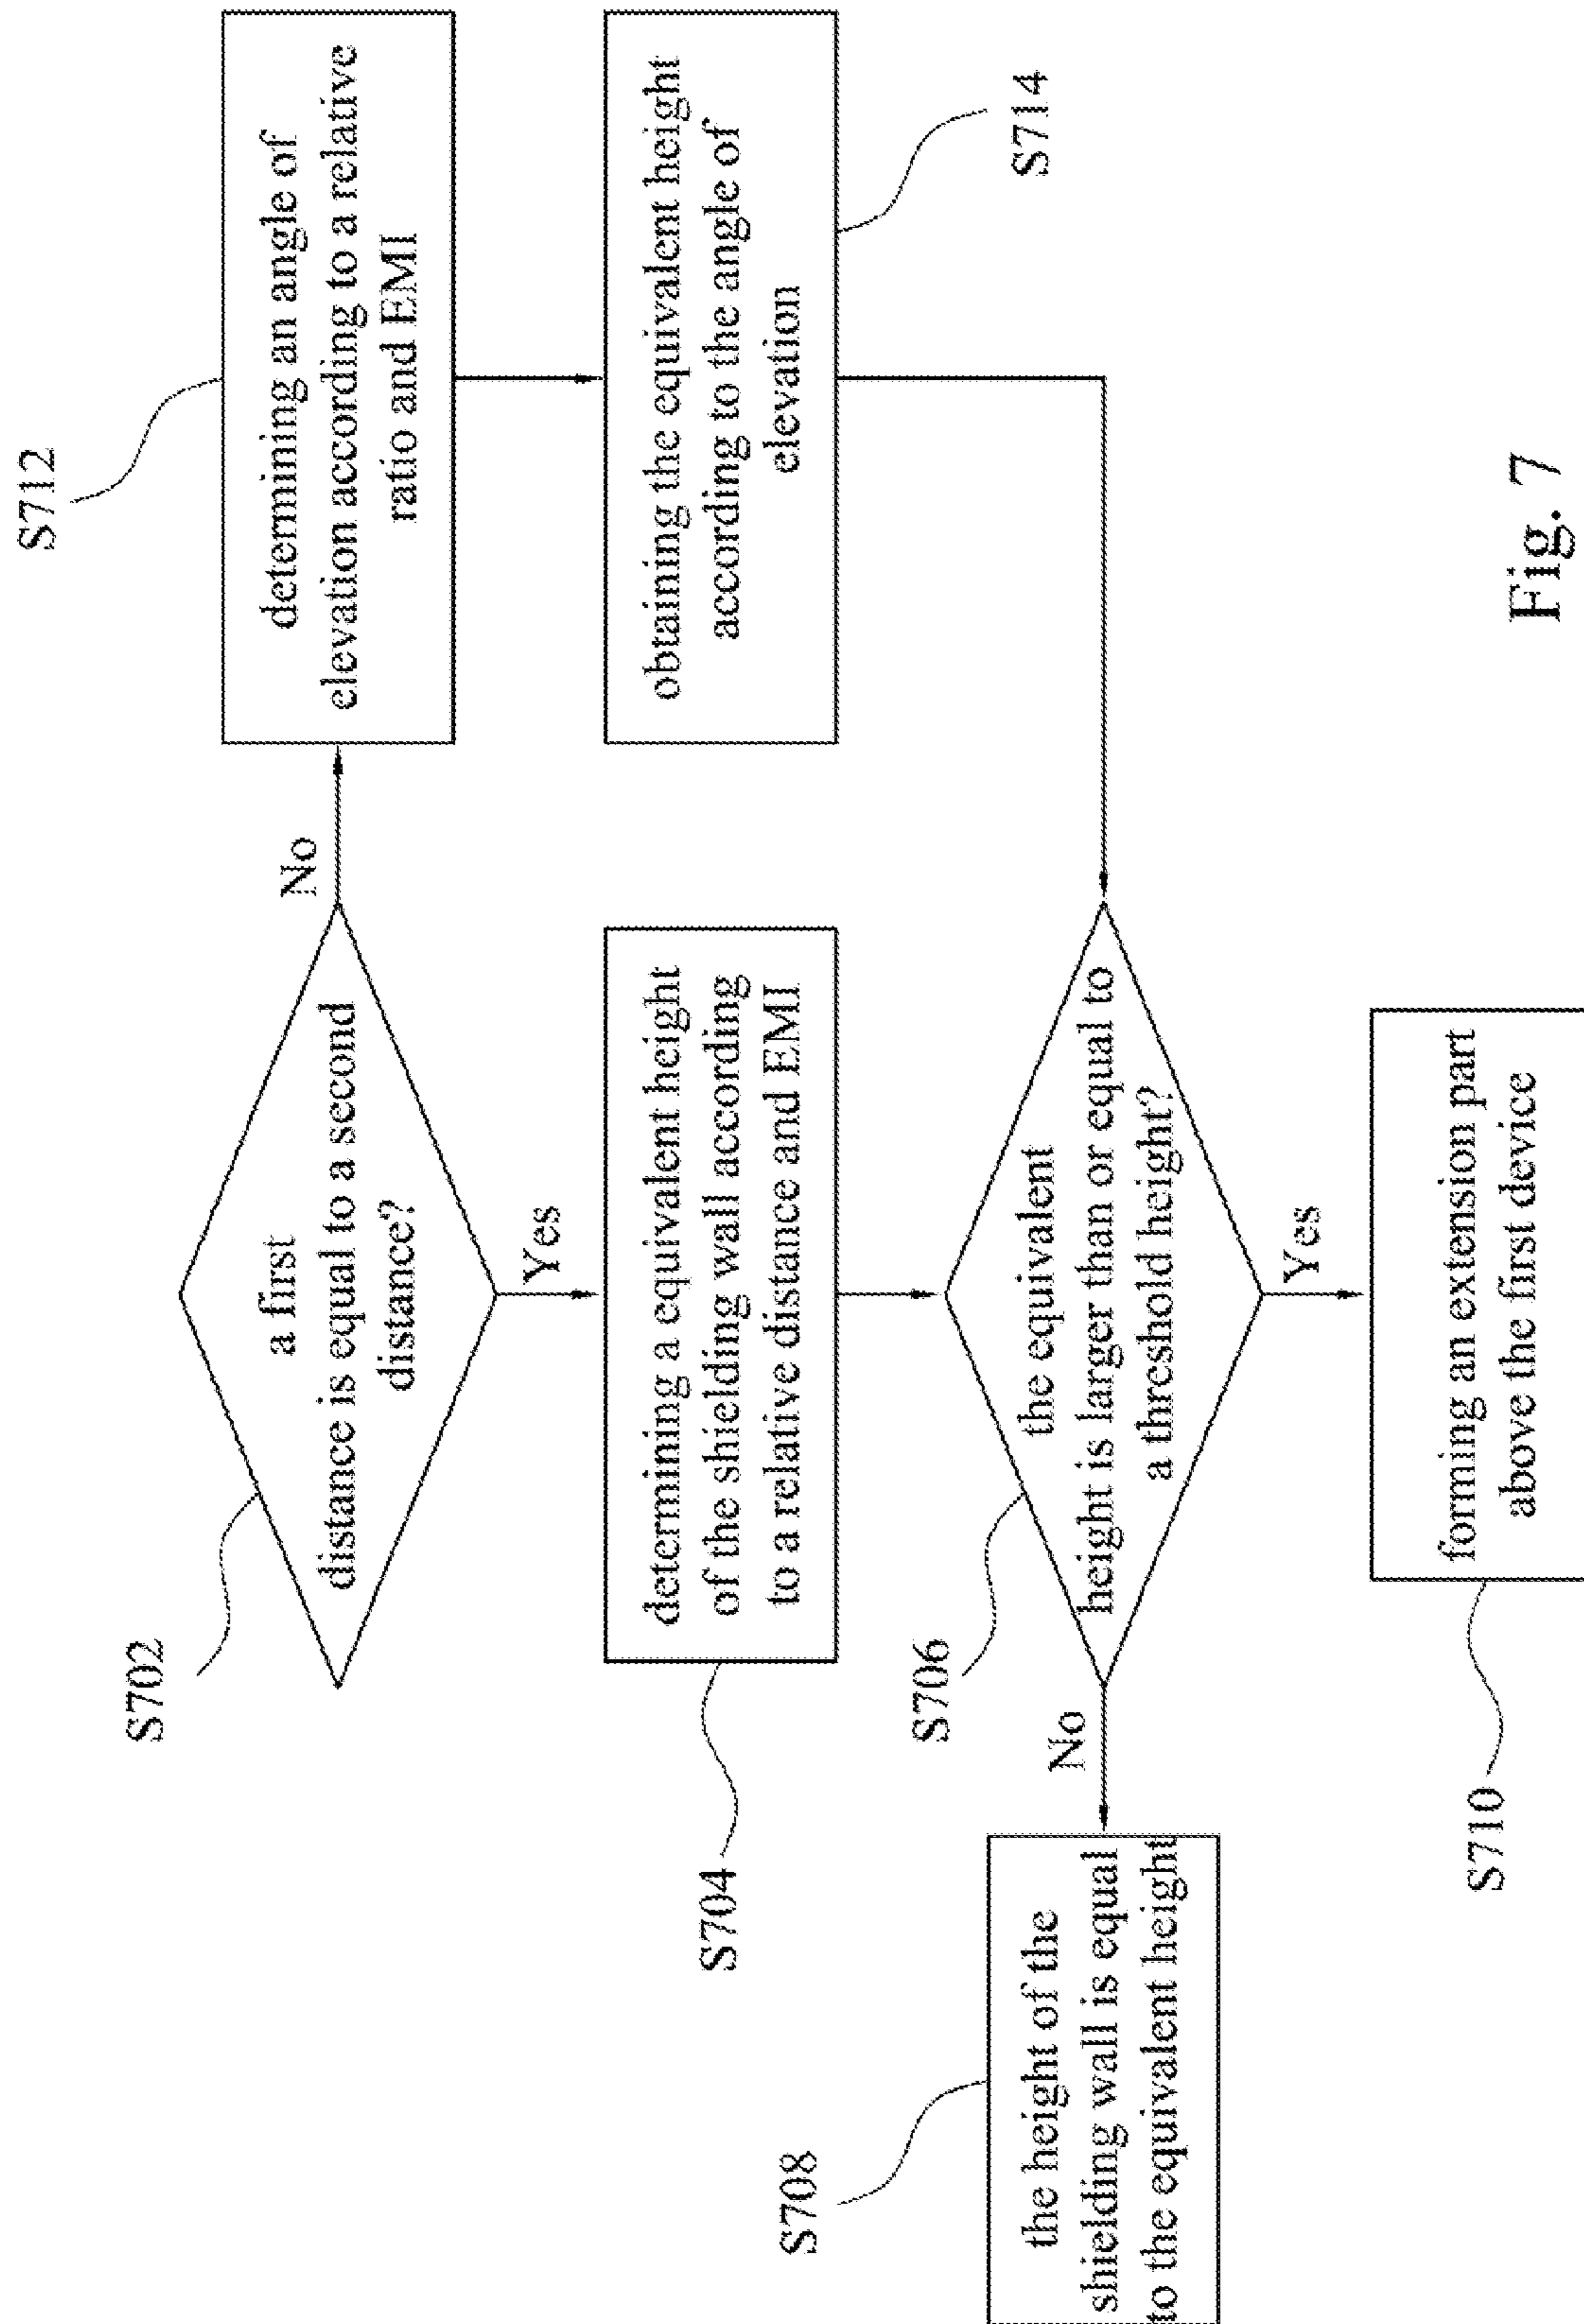 S702
a first
distance is equal to a second
distance?
No
Yes
S712
determining an angle of
elevation according to a relative
ratio and EMI
S704
determining a equivalent height
of the shielding wall according
to a relative distance and EMI
obtaining the equivalent height
according to the angle of
elevation
S714
S706
the equivalent
height is larger than or equal to
a threshold height?
No
Yes
S708
the height of the
shielding wall is equal
to the equivalent height
S710
forming an extension part
above the first device
Fig. 7